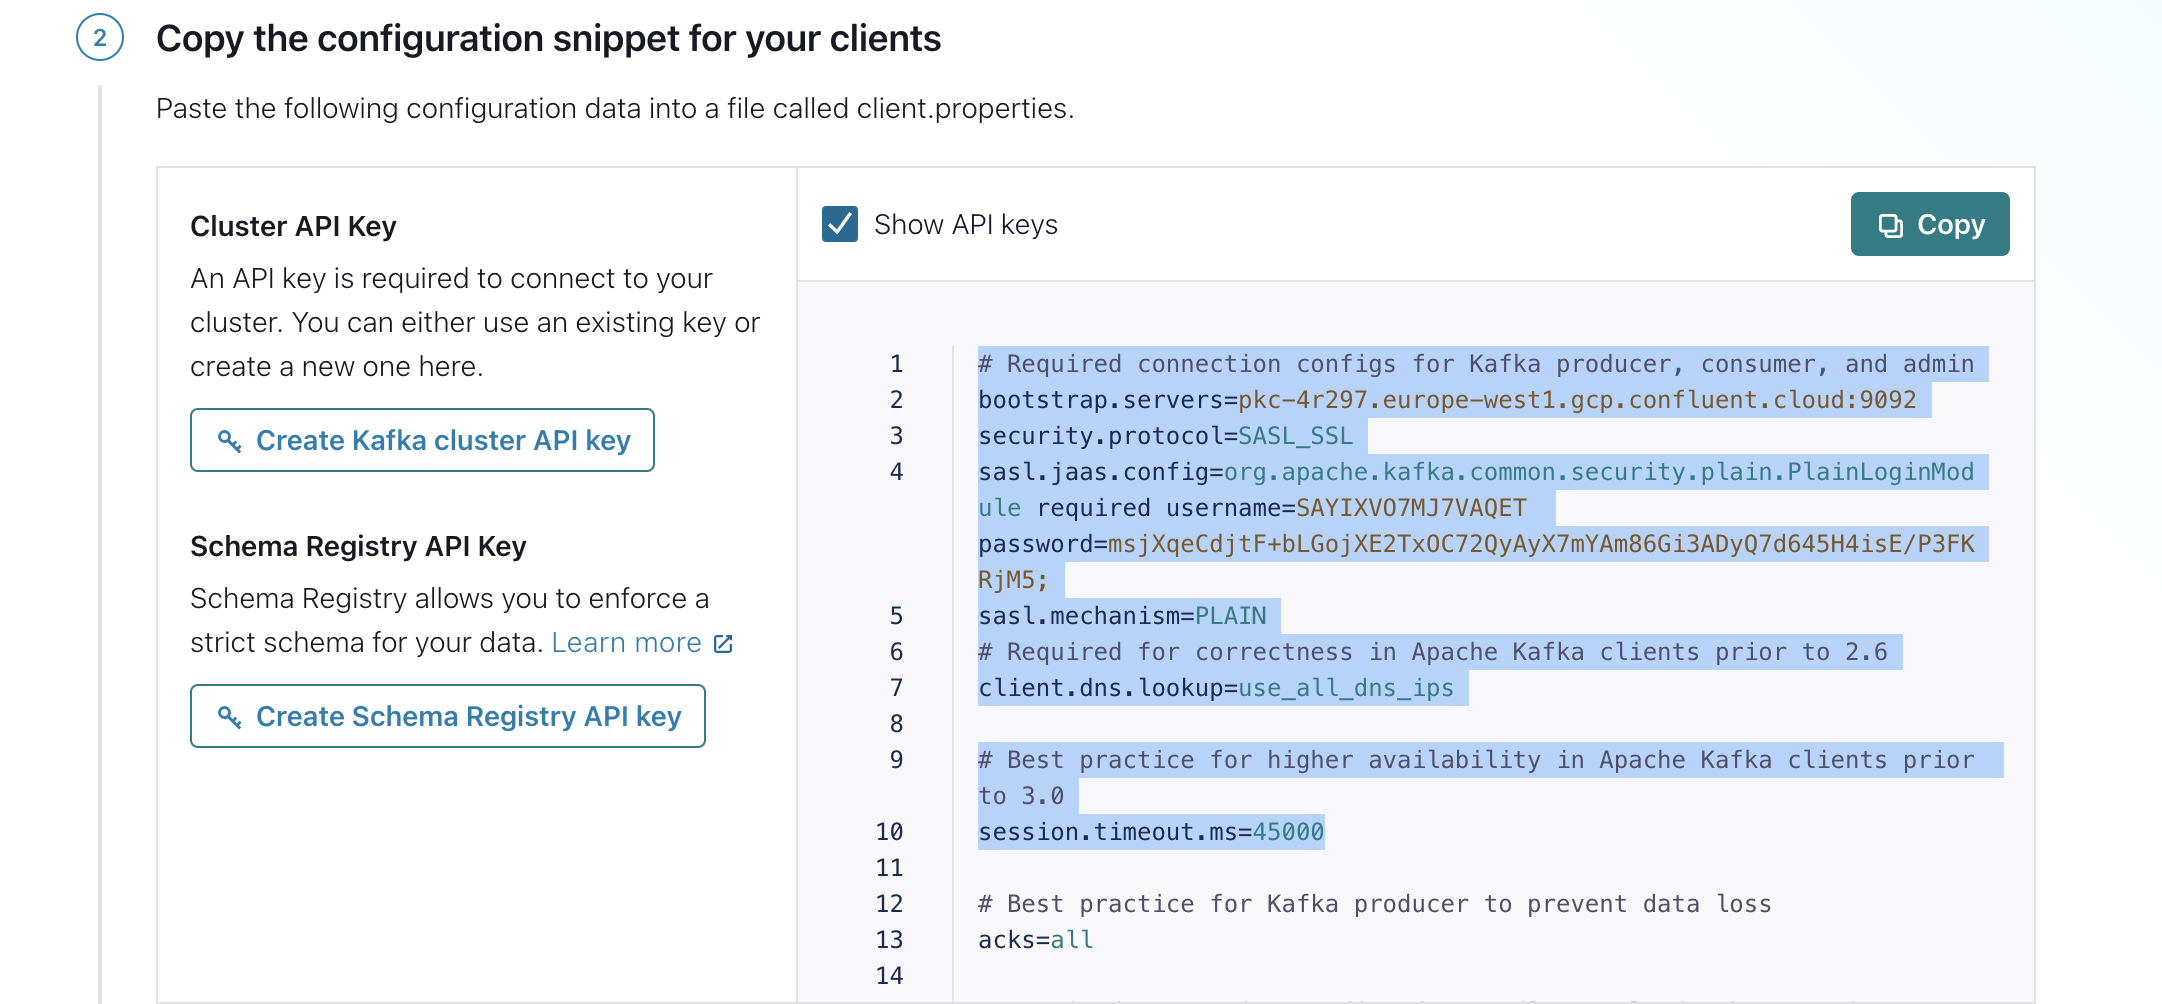 2
Copy the configuration snippet for your clients
Paste the following configuration data into a file called client.properties.
Cluster API Key
An API key is required to connect to your
cluster. You can either use an existing key or
create a new one here.
Create Kafka cluster API key
Schema Registry API Key
Schema Registry allows you to enforce a
strict schema for your data. Learn more
Create Schema Registry API key
Show API keys
Copy
1 # Required connection configs for Kafka producer, consumer, and admin
2 bootstrap.servers=pkc-4r297.europe-west1.gcp.confluent.cloud:9092
3 security.protocol=SASL_SSL
4 sasl.jaas.config=org.apache.kafka.common.security.plain.PlainLoginMod
ule required username=SAYIXVO7MJ7VAQET
password=msjXqeCdjtF+bLGojXE2TxOC72QyAyX7mYAm86Gi3ADyQ7d645H4isE/P3FK
RjM5;
5 sasl.mechanism=PLAIN
6 # Required for correctness in Apache Kafka clients prior to 2.6
7 client.dns.lookup=use_all_dns_ips
8
9 # Best practice for higher availability in Apache Kafka clients prior
to 3.0
10 session.timeout.ms=45000
11
12 # Best practice for Kafka producer to prevent data loss
13 acks=all
14